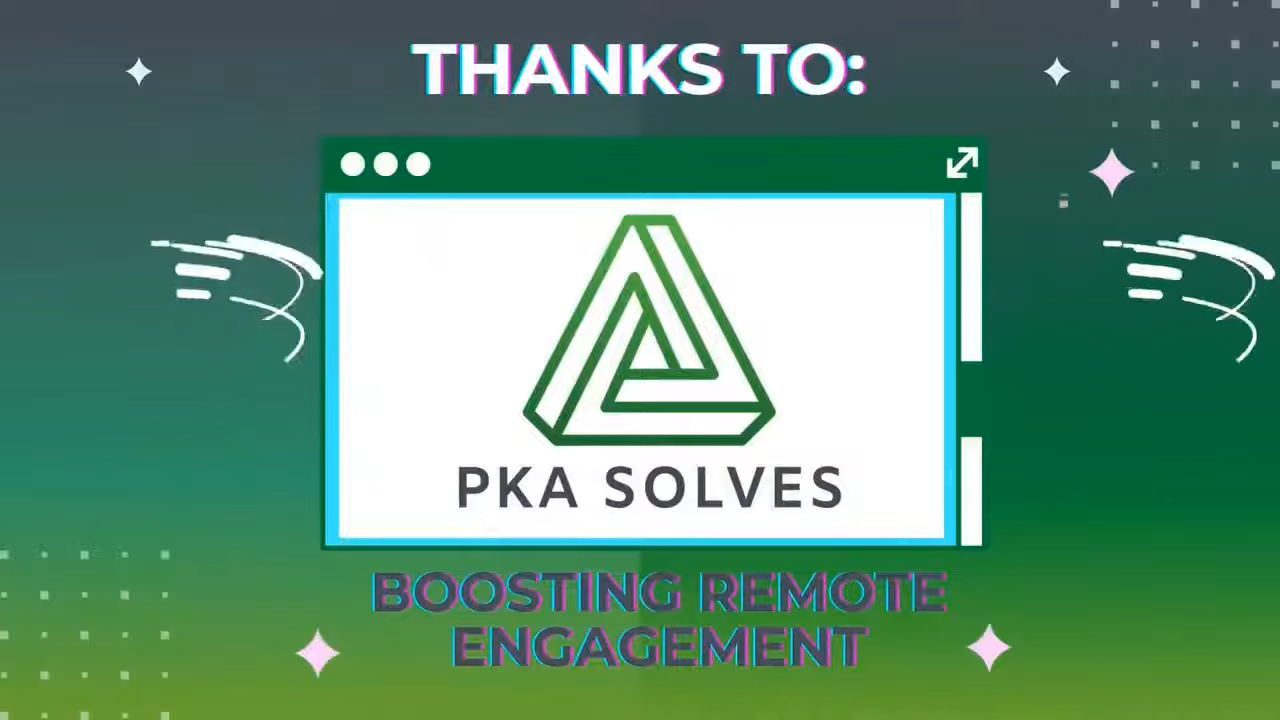 THANKS TO:
PKA SOLVES
BOOSTING REMOTE
ENGAGEMENT